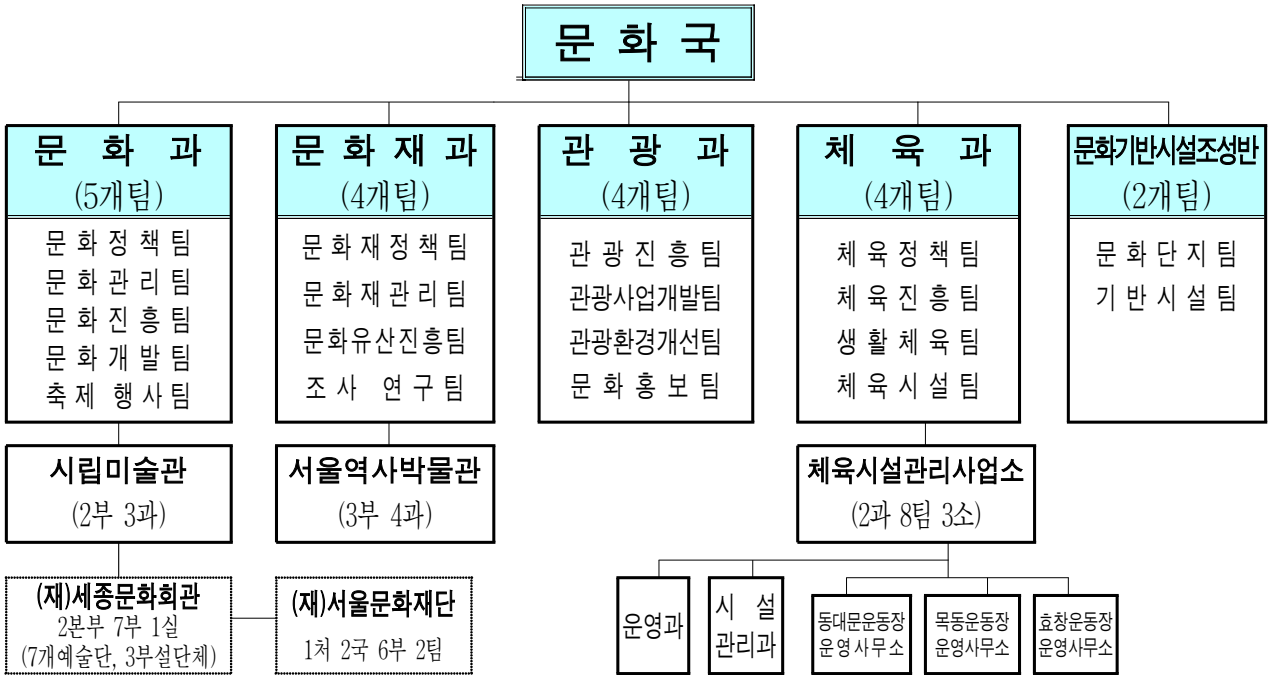 문 화 국
문 화 과
(5개팀)
문 화 정 책 팀
문 화 관 리 팀
문 화 진 흥 팀
문 화 개 발 팀
축 제 행 사 팀
문 화 재 과
(4개팀)
문 화 재 정 책 팀
문 화 재 관 리 팀
문화유산진흥팀
조 사 연 구 팀
관 광 과
(4개팀)
관 광 진 흥 팀
관광사업개발팀
관광환경개선팀
문 화 홍 보 팀
체 육 과
(4개팀)
체 육 정 책 팀
체 육 진 흥 팀
생 활 체 육 팀
체 육 시 설 팀
문화기반시설조성반
(2개팀)
문 화 단 지 팀
기 반 시 설 팀
시립미술관
(2부 3과)
서울역사박물관
(3부 4과)
체육시설관리사업소
(2과 8팀 3소)
(재)세종문화회관
2본부 7부 1실
(7개예술단, 3부설단체)
(재)서울문화재단
1처 2국 6부 2팀
운영과
시 설
관리과
동대문운동장
운 영 사 무 소
목동운동장
운영사무소
효창운동장
운영사무소